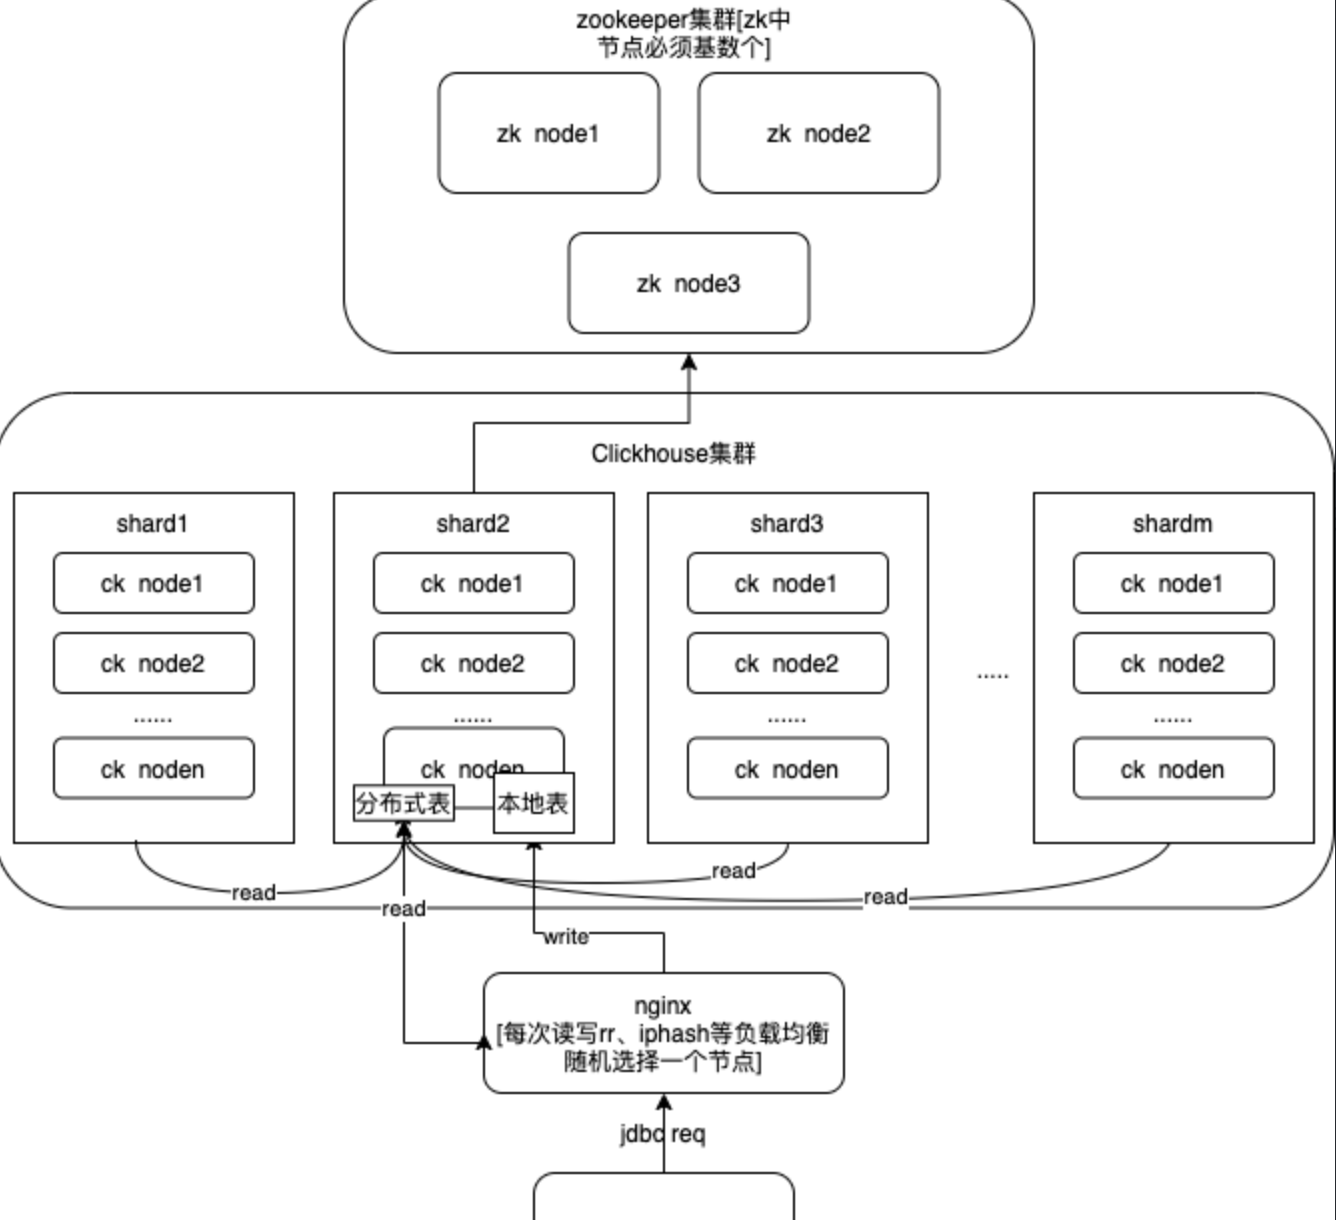 zookeeper集群[zk中
节点必须基数个]
zk node1
zk node2
zk node3
Clickhouse集群
shard1
shard2
shard3
shardm
ck node1
ck node1
ck node1
ck node1
ck node2
ck node2
ck node2
.....
ck node2
......
......
......
......
ck noden
ck noden
ck noden
ck noden
分布式表
本地表
read
read
read
read
write
nginx
[每次读写rr、iphash等负载均衡
随机选择一个节点]
jdbc req